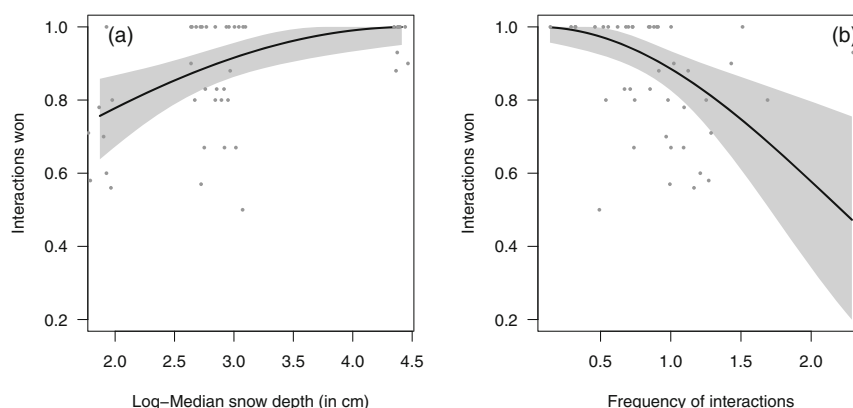 (a)
Interactions won
1.0
0.8
0.6
0.4
0.2
2.0 2.5 3.0 3.5 4.0 4.5
Log−Median snow depth (in cm)
(b)
Interactions won
1.0
0.8
0.6
0.4
0.2
0.5 1.0 1.5 2.0
Frequency of interactions